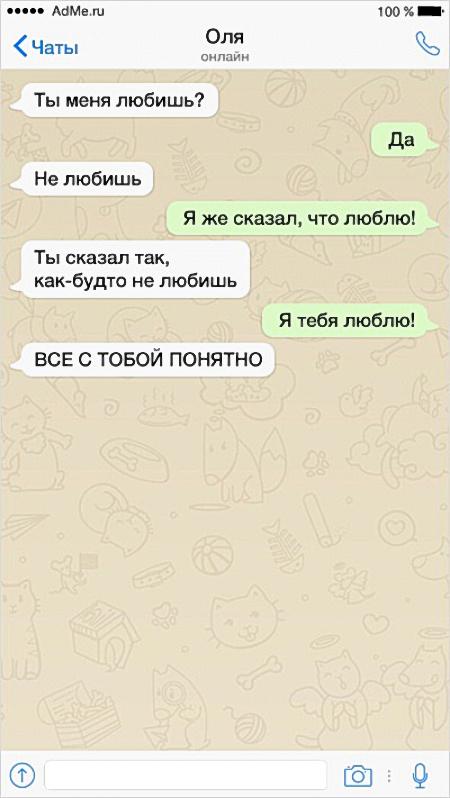 AdMe.ru
100 %
Чаты
Оля
онлайн
Ты меня любишь?
Да
Не любишь
Я же сказал, что люблю!
Ты сказал так,
как-будто не любишь
Я тебя люблю!
ВСЕ С ТОБОЙ ПОНЯТНО